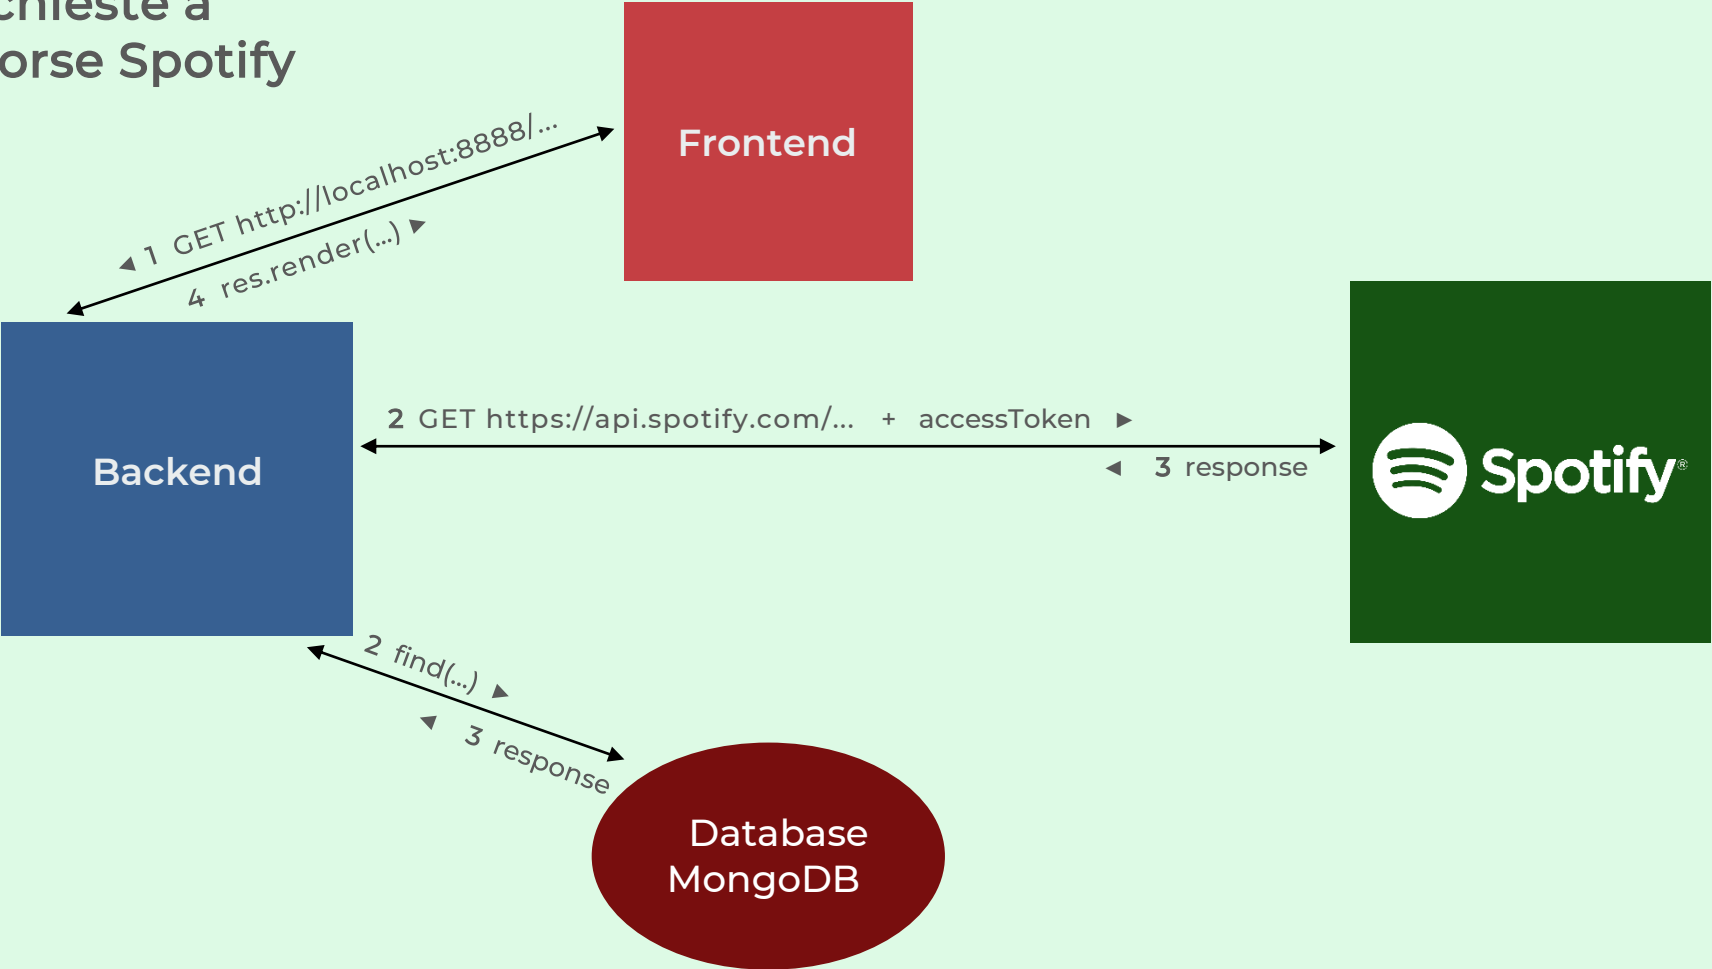 chieste a
orse Spotify
Frontend
◄ 1 GET http://localhost:8888/...
4 res.render(...) ►
Backend
2 GET https://api.spotify.com/... + accessToken ►
◄ 3 response
Spotify®
2 find(...) ►
◄ 3 response
Database
MongoDB